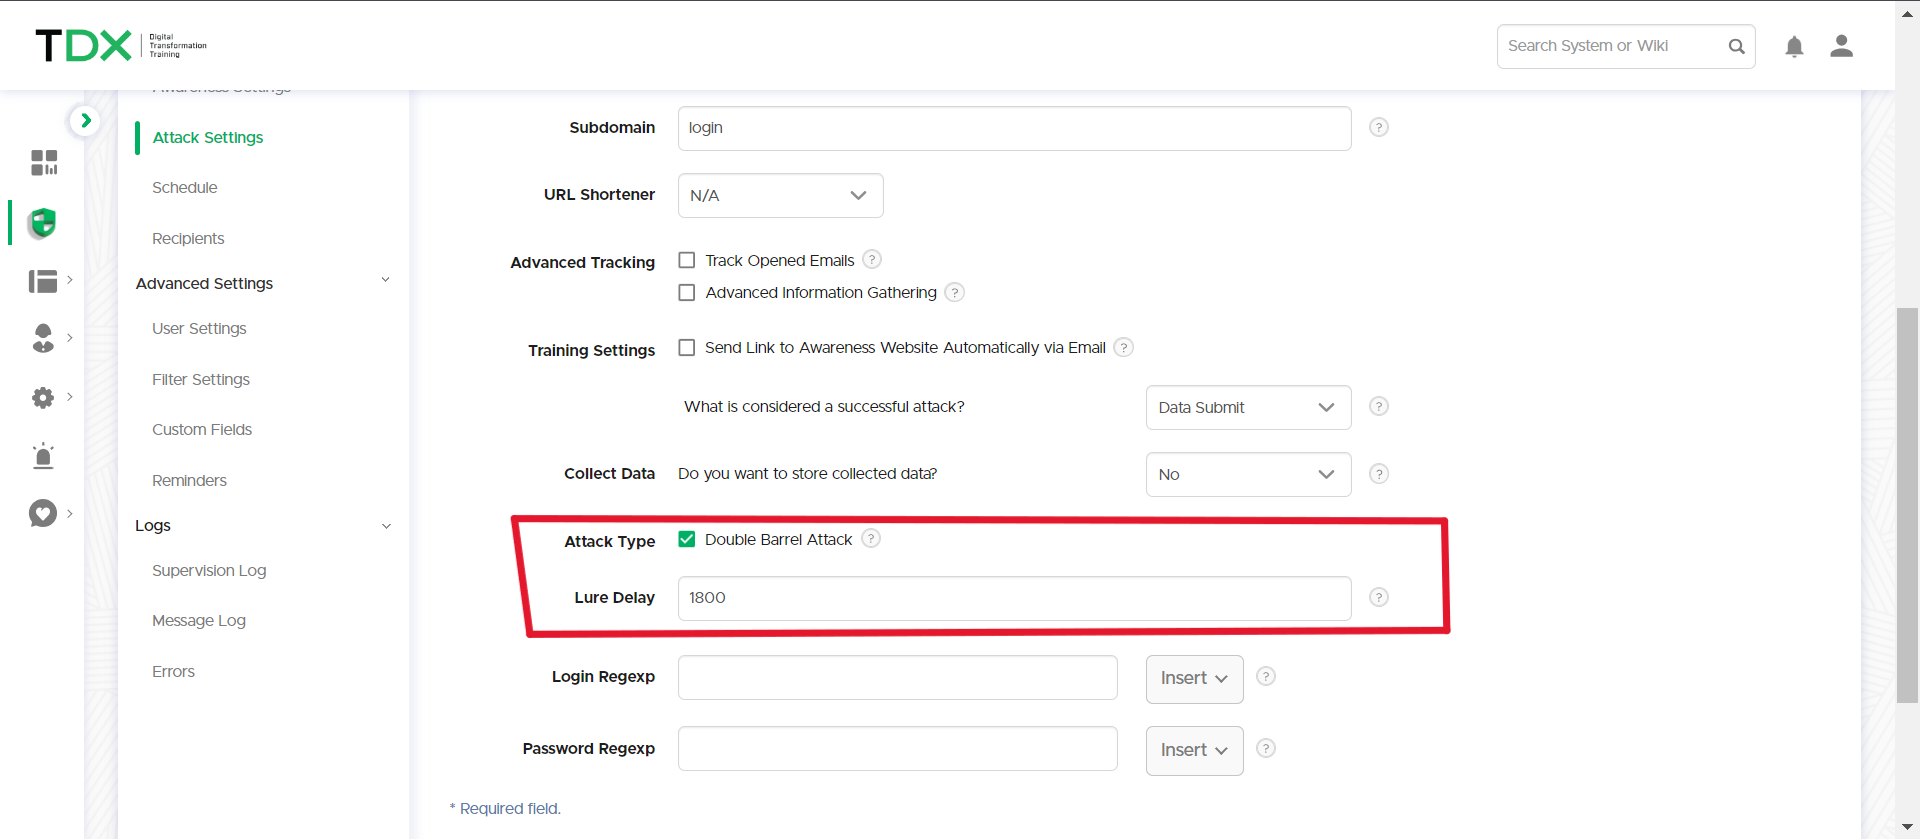 TDX
Digital
Transformation
Training
Search System or Wiki
Awareness Settings
Attack Settings
Schedule
Recipients
Advanced Settings
User Settings
Filter Settings
Custom Fields
Reminders
Logs
Supervision Log
Message Log
Errors
Subdomain login ?
URL Shortener N/A
Advanced Tracking Track Opened Emails ?
Advanced Information Gathering ?
Training Settings Send Link to Awareness Website Automatically via Email ?
What is considered a successful attack? Data Submit ?
Collect Data Do you want to store collected data? No ?
Attack Type Double Barrel Attack ?
Lure Delay 1800 ?
Login Regexp Insert ?
Password Regexp Insert ?
* Required field.